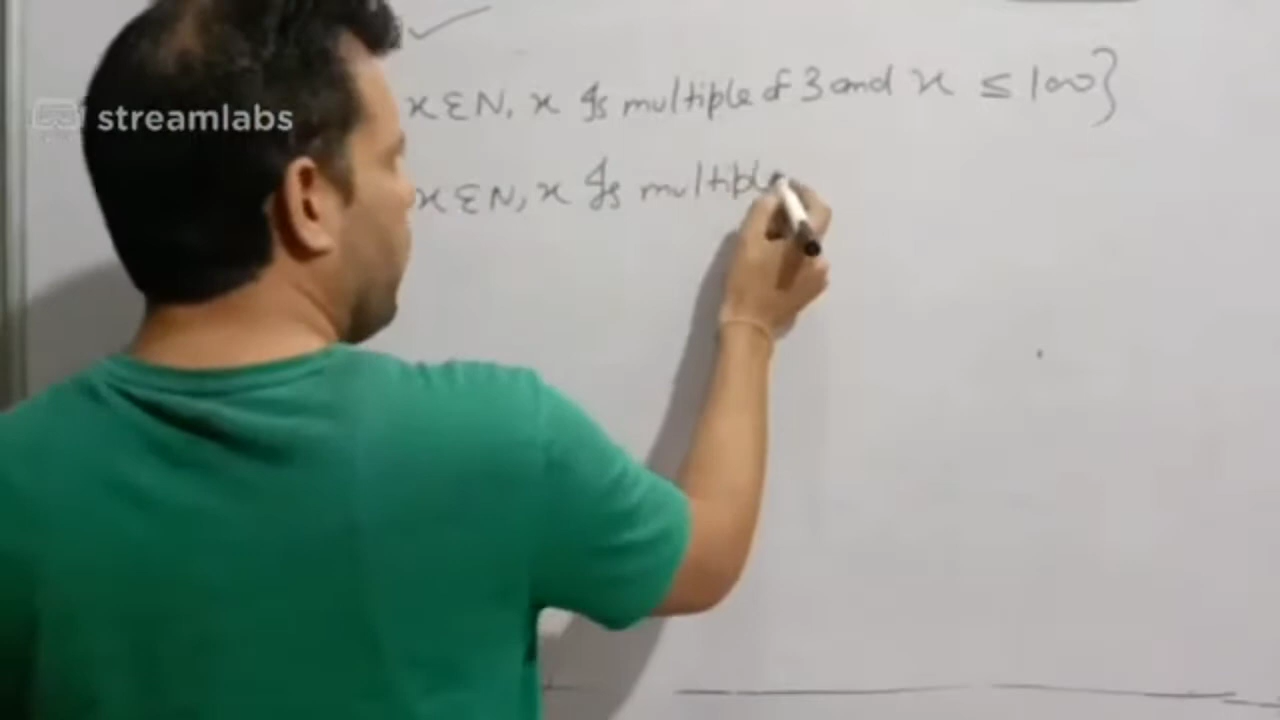 streamlabs
x ∈ N, x is multiple of 3 and x ≤ 100}
x ∈ N, x is multiple